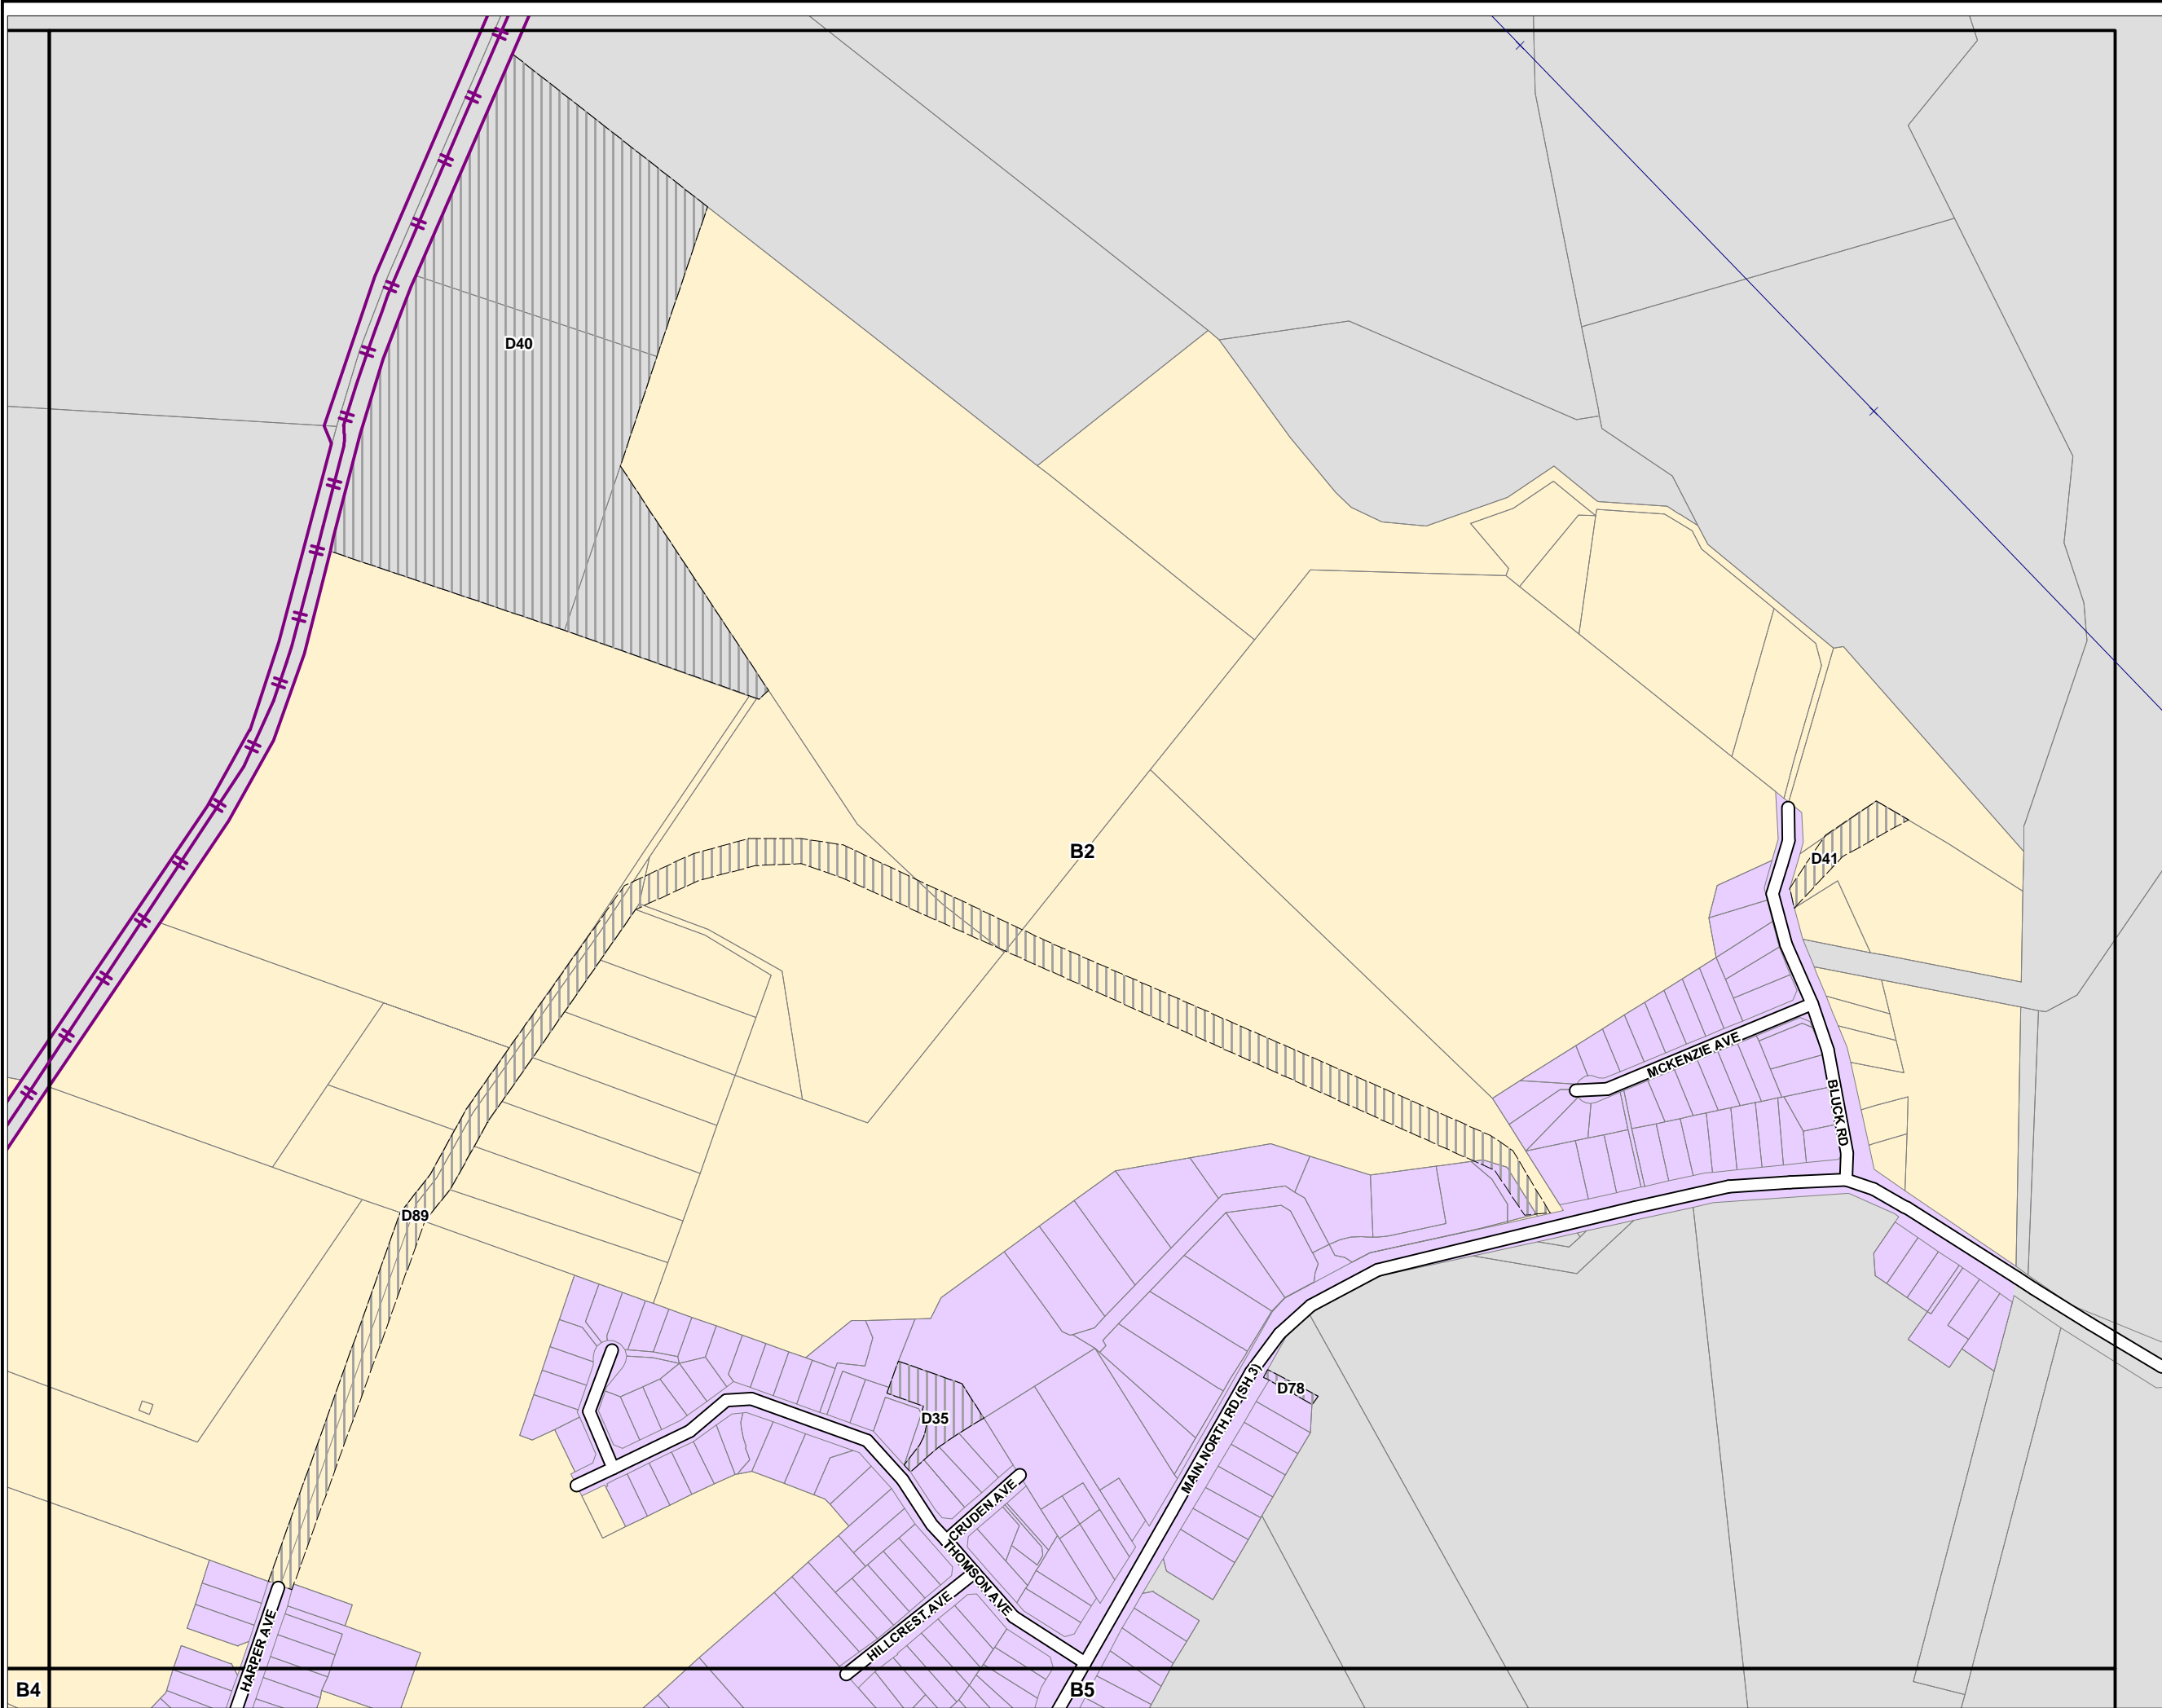 D40
B2
D41
MCKENZIE AVE
BLUCK RD
D89
D78
D35
MAIN NORTH RD (SH 3)
CRUDEN AVE
THOMSON AVE
HILLCREST AVE
HARPER AVE
B4
B5